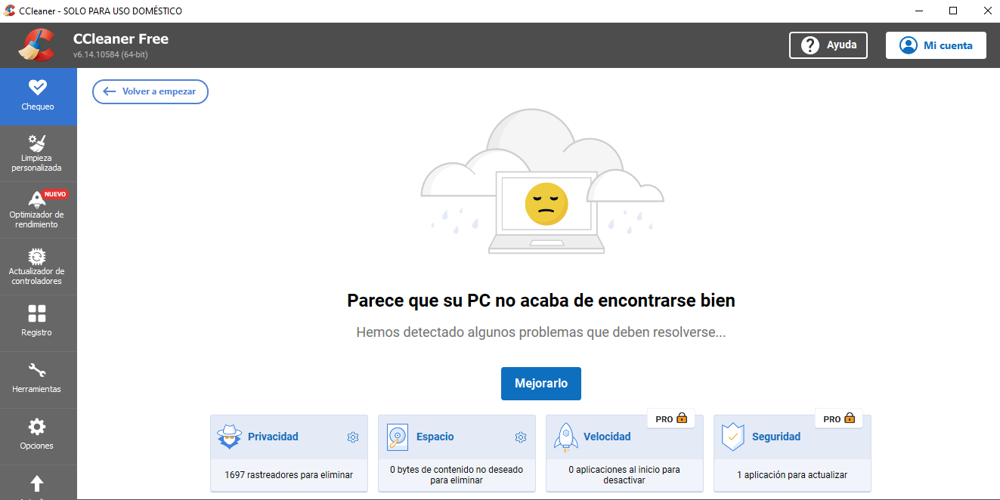 CCleaner - SOLO PARA USO DOMÉSTICO
CCleaner Free
v6.14.10584 (64-bit)
Ayuda
Mi cuenta
Chequeo
Limpieza
personalizada
NUEVO
Optimizador de
rendimiento
Actualizador de
controladores
Registro
Herramientas
Opciones
Volver a empezar
Parece que su PC no acaba de encontrarse bien
Hemos detectado algunos problemas que deben resolverse...
Mejorarlo
Privacidad
1697 rastreadores para eliminar
Espacio
0 bytes de contenido no deseado
para eliminar
PRO
Velocidad
0 aplicaciones al inicio para
desactivar
PRO
Seguridad
1 aplicación para actualizar